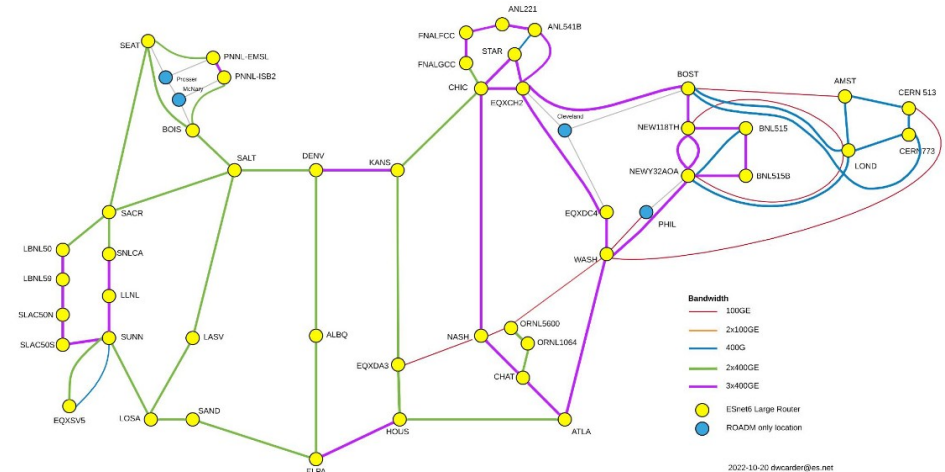 ANL221
ANL541B
FNALFCC
STAR
FNALGCC
SEAT
PNNL-EMSL
Prosser
PNNL-ISB2
McNary
BOIS
CHIC
EQXCH2
Cleveland
BOST
AMST
CERN 513
NEW118TH
BNL515
CERN773
LOND
SALT
DENV
KANS
NEWY32AOA
BNL515B
SACR
EQXDC4
PHIL
LBNL50
SNLCA
WASH
LBNL59
LLNL
SLAC50N
SUNN
SLAC50S
LASV
ALBQ
EQXDA3
NASH
ORNL5600
ORNL1064
CHAT
EQXSV5
LOSA
SAND
HOUS
ATLA
ELPA
Bandwidth
100GE
2x100GE
400G
2x400GE
3x400GE
ESnet6 Large Router
ROADM only location
2022-10-20 dwcarder@es.net